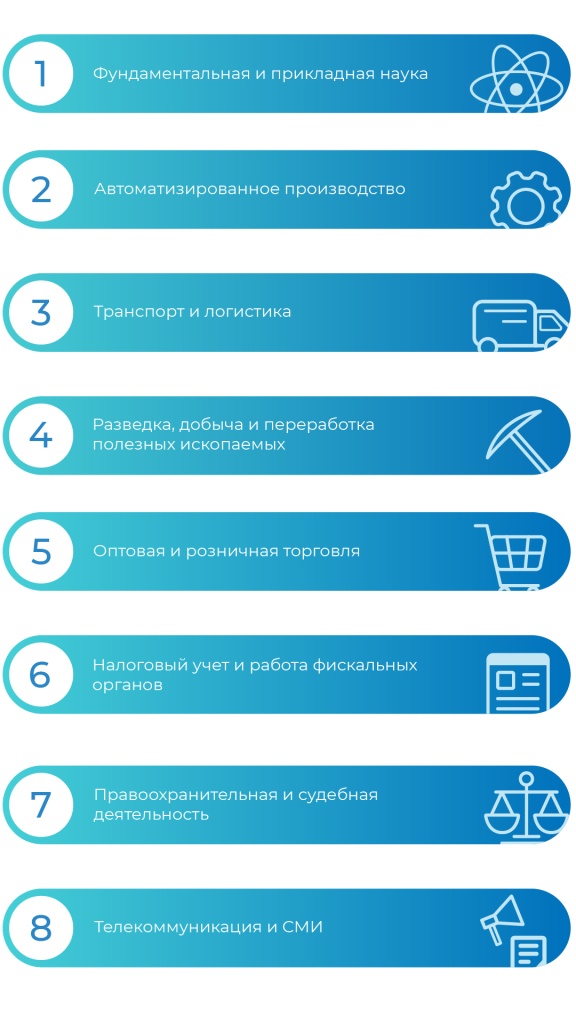 1
Фундаментальная и прикладная наука
2
Автоматизированное производство
3
Транспорт и логистика
4
Разведка, добыча и переработка
полезных ископаемых
5
Оптовая и розничная торговля
6
Налоговый учет и работа фискальных
органов
7
Правоохранительная и судебная
деятельность
8
Телекоммуникация и СМИ